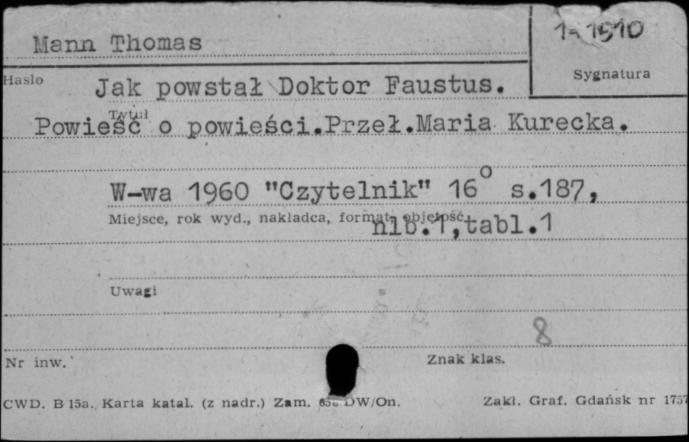 Mann Thomas
Sygnatura
Hasło
Jak powstał Doktor Faustus.
Tytuł
Powieść o powieści.Przeł.Maria Kurecka.
W-wa 1960 "Czytelnik" 16° s.187,
Miejsce, rok wyd., nakładca, format, objętość
nlb.1,tabl.1
Uwagi
8
Nr inw.
Znak klas.
CWD. B 15a. Karta katal. (z nadr.) Zam. DW/On.
Zakł. Graf. Gdańsk nr